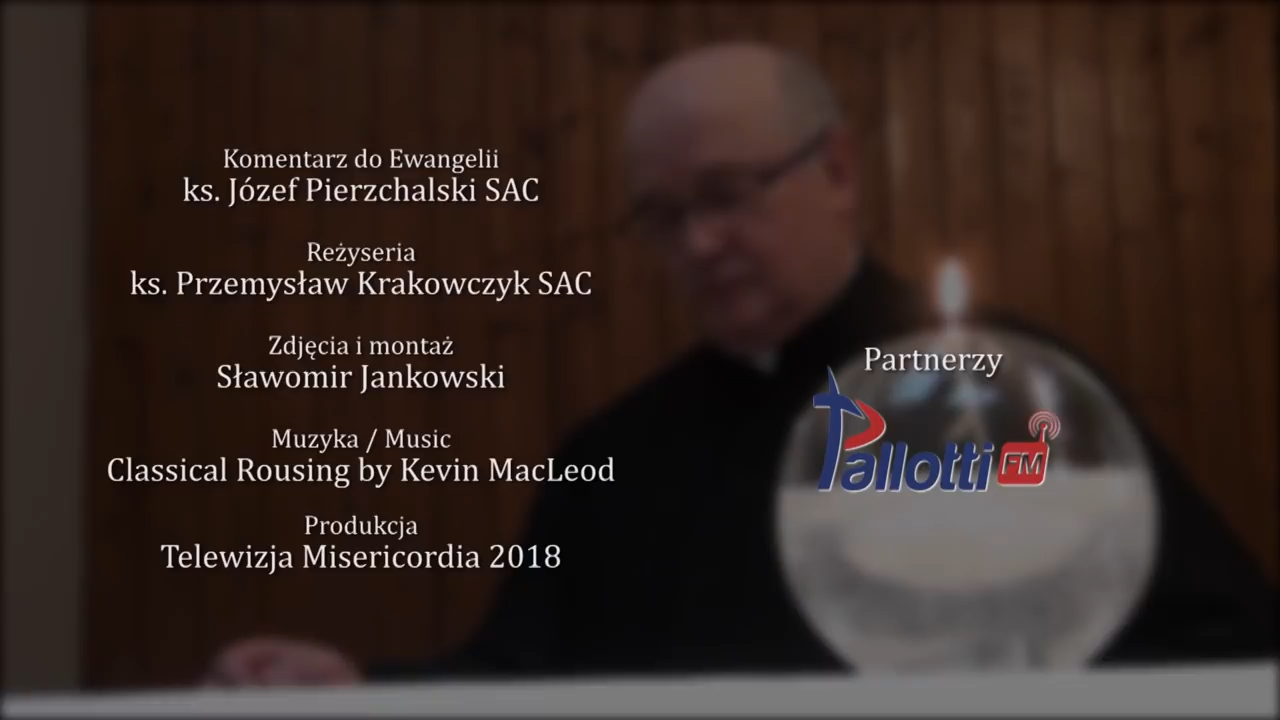 Komentarz do Ewangelii
ks. Józef Pierzchalski SAC
Reżyseria
ks. Przemysław Krakowczyk SAC
Zdjęcia i montaż
Sławomir Jankowski
Muzyka / Music
Classical Rousing by Kevin MacLeod
Produkcja
Telewizja Misericordia 2018
Partnerzy
Pallotti FM